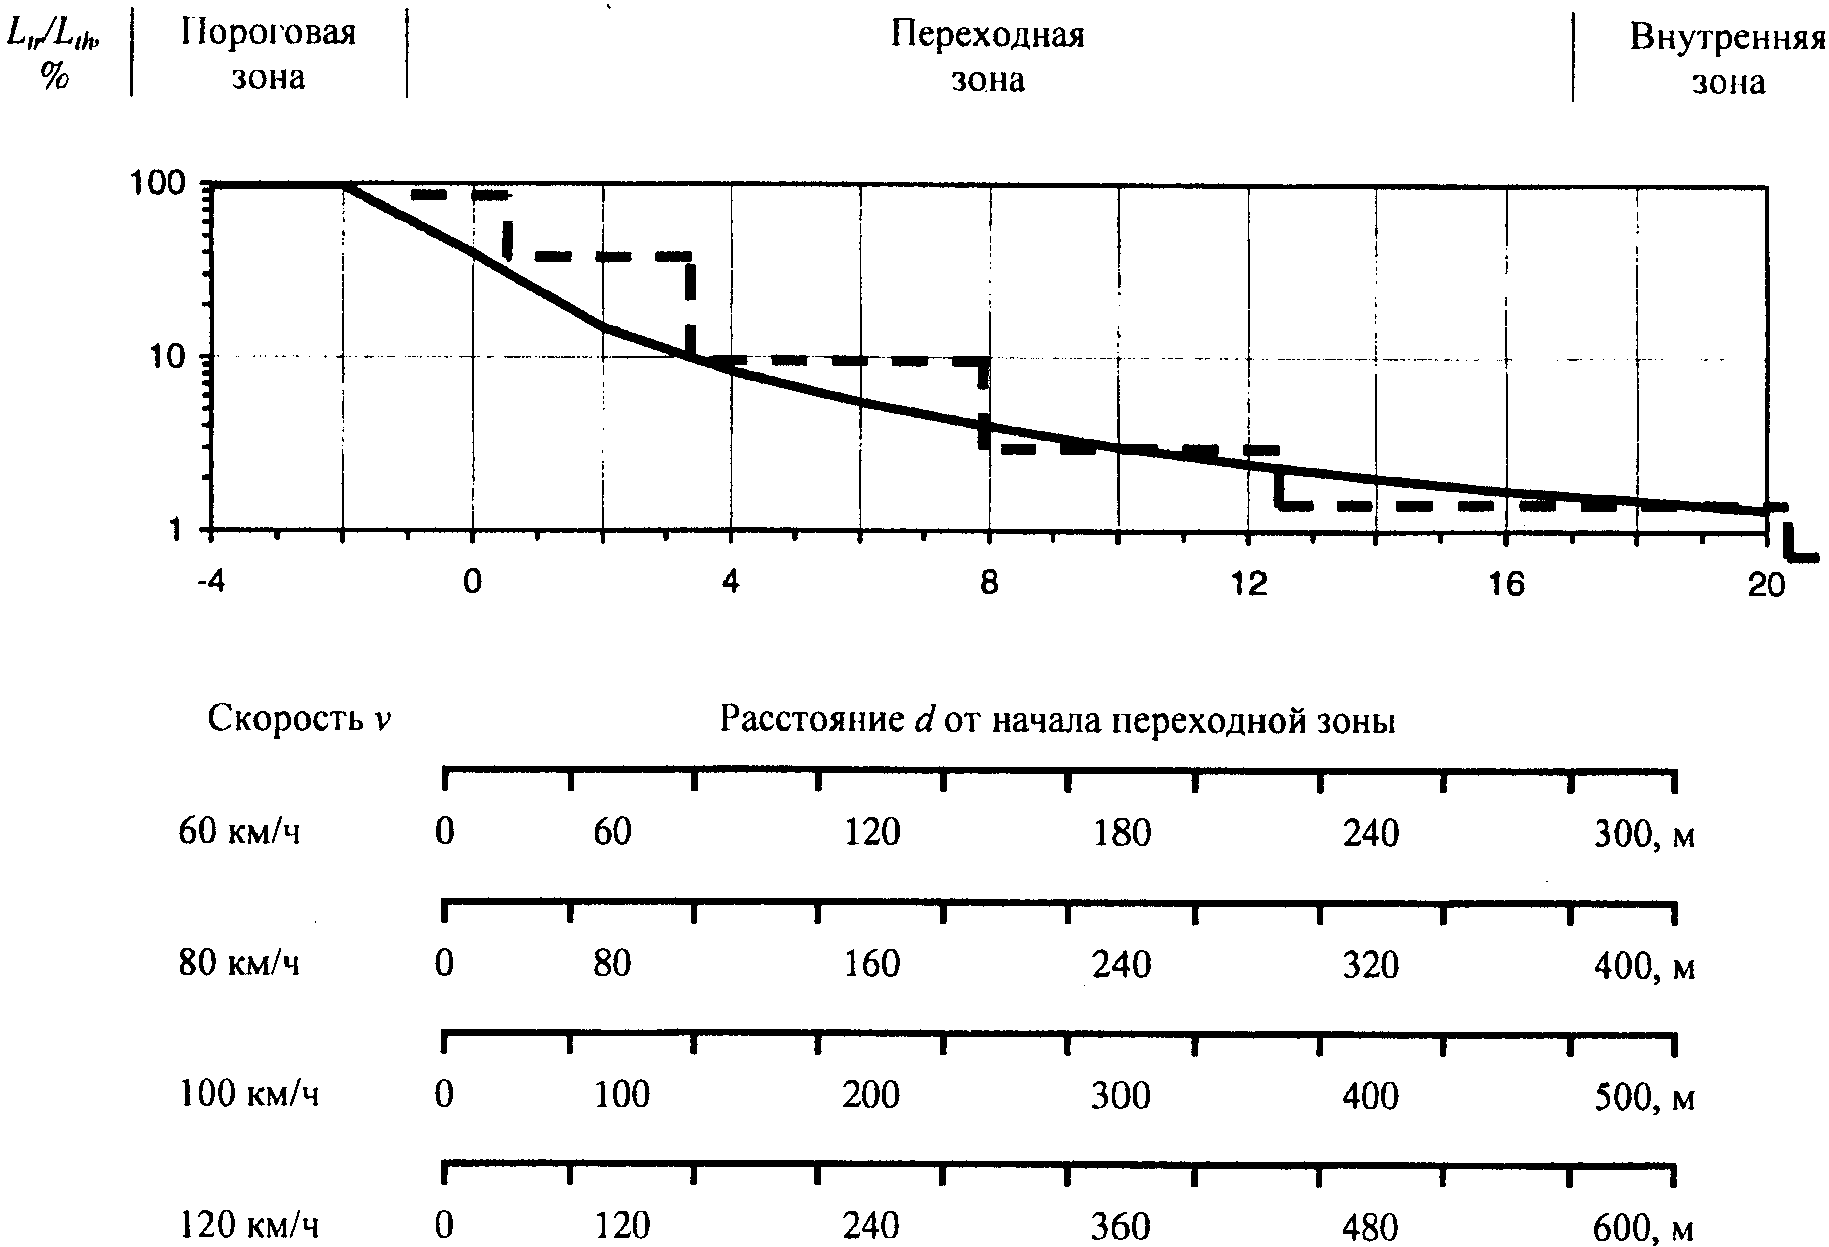 Ltr/Lth,
%
Пороговая
зона
Переходная
зона
Внутренняя
зона
100
10
1
-4 0 4 8 12 16 20
Скорость v Расстояние d от начала переходной зоны
60 км/ч 0 60 120 180 240 300, м
80 км/ч 0 80 160 240 320 400, м
100 км/ч 0 100 200 300 400 500, м
120 км/ч 0 120 240 360 480 600, м